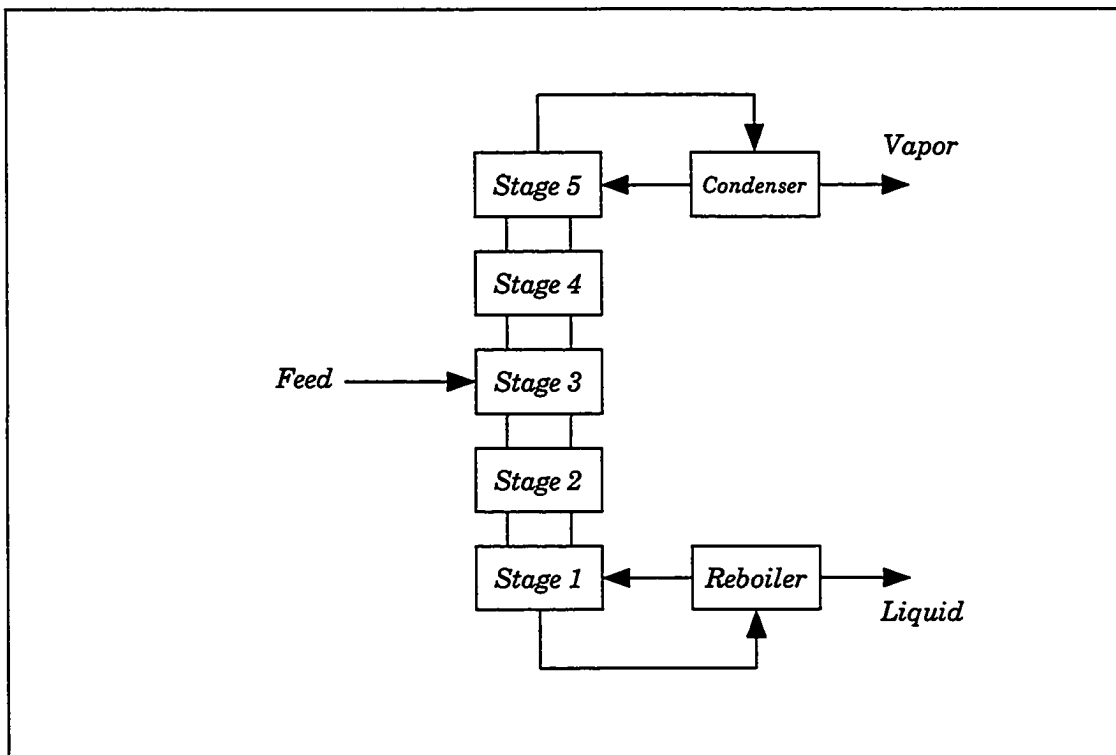 Vapor
Stage 5
Condenser
Stage 4
Feed
Stage 3
Stage 2
Stage 1
Reboiler
Liquid